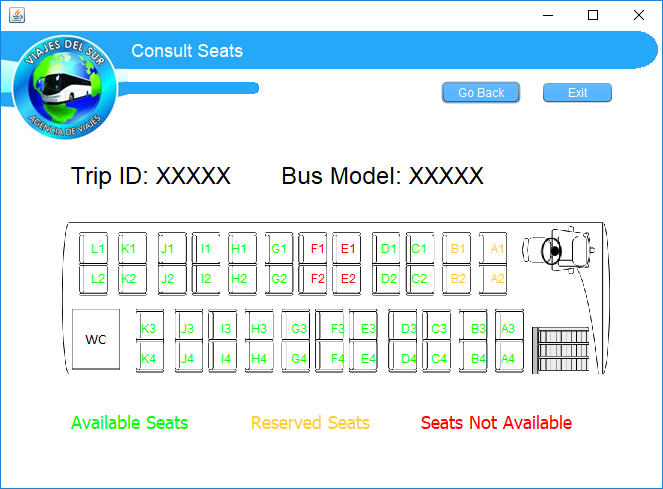 Consult Seats
VIAJES DEL SUR
AGENCIA DE VIAJES
Go Back Exit
Trip ID: XXXXX Bus Model: XXXXX
L1 K1 J1 I1 H1 G1 F1 E1 D1 C1 B1 A1
L2 K2 J2 I2 H2 G2 F2 E2 D2 C2 B2 A2
WC
K3 J3 I3 H3 G3 F3 E3 D3 C3 B3 A3
K4 J4 I4 H4 G4 F4 E4 D4 C4 B4 A4
Available Seats Reserved Seats Seats Not Available